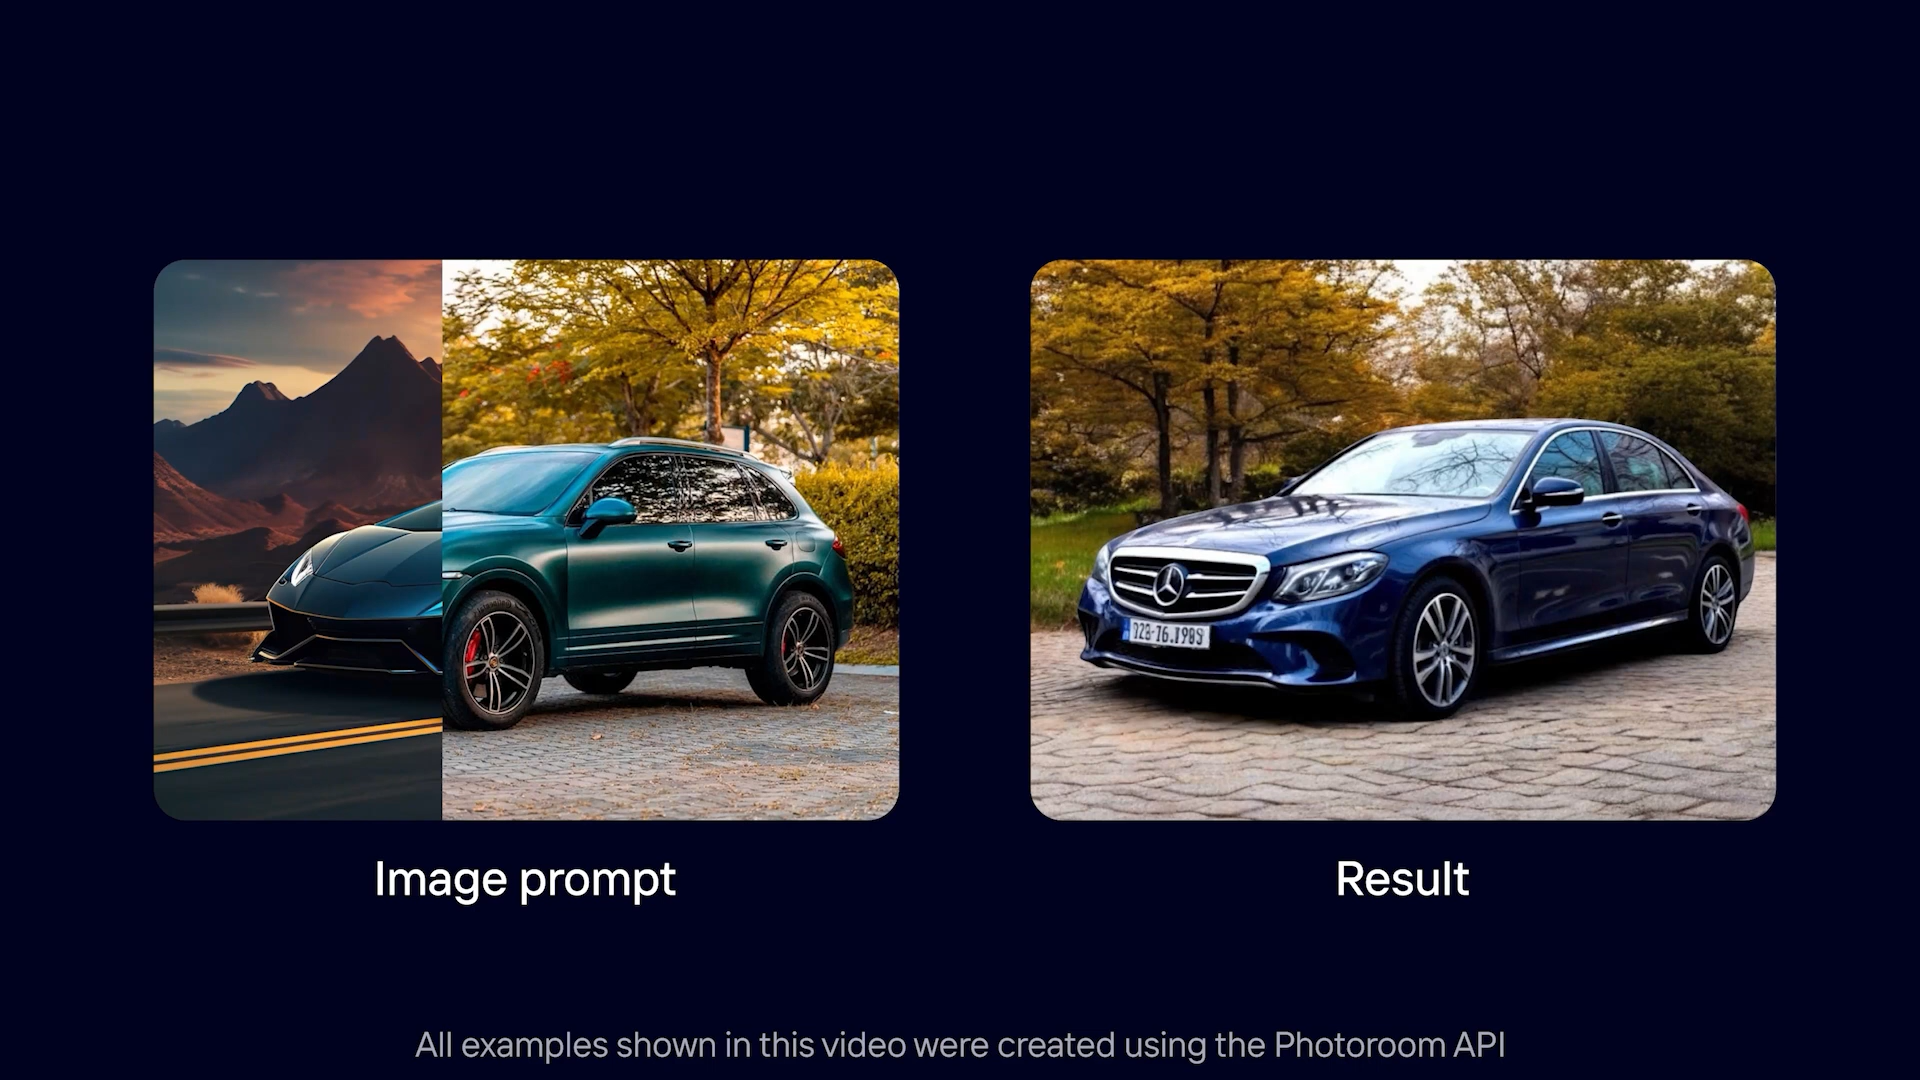 Image prompt
Result
All examples shown in this video were created using the Photoroom API